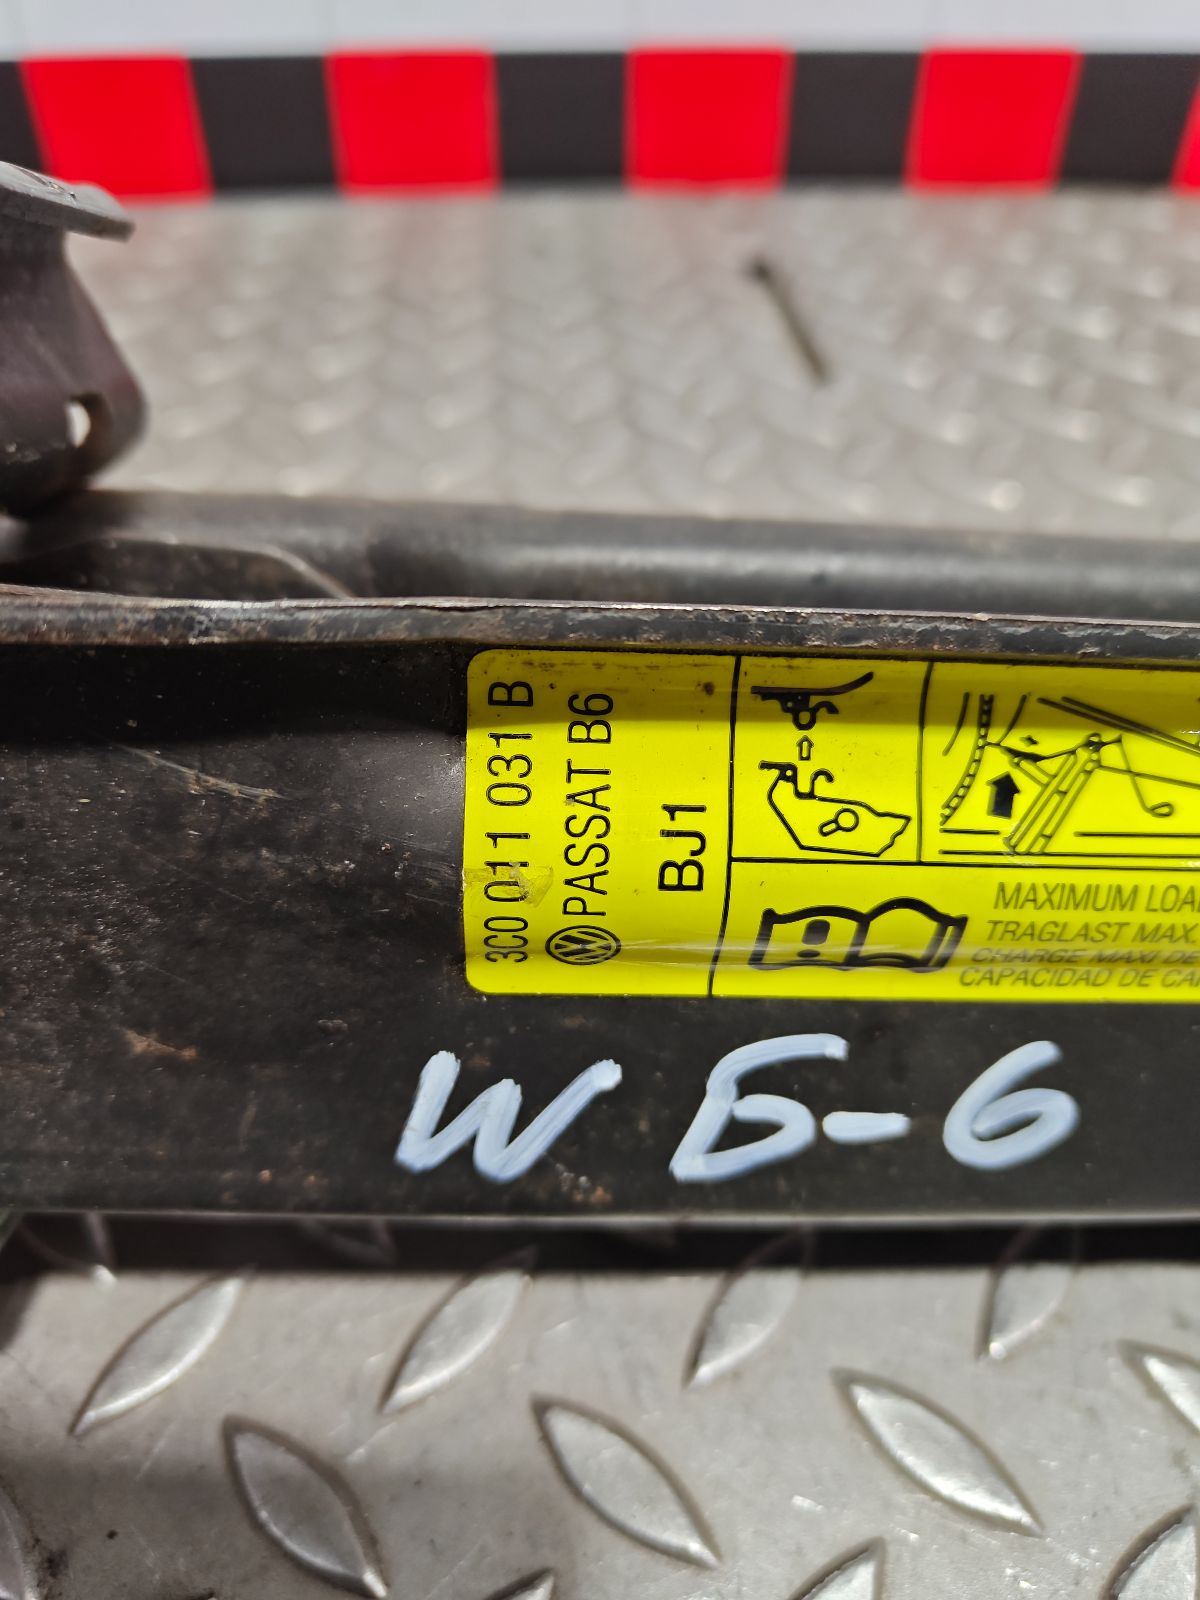 3C0 011 031 B
PASSAT B6
BJ1
MAXIMUM LOA
TRAGLAST MAX.
CHARGE MAXI DE
CAPACIDAD DE CA
W Б-6